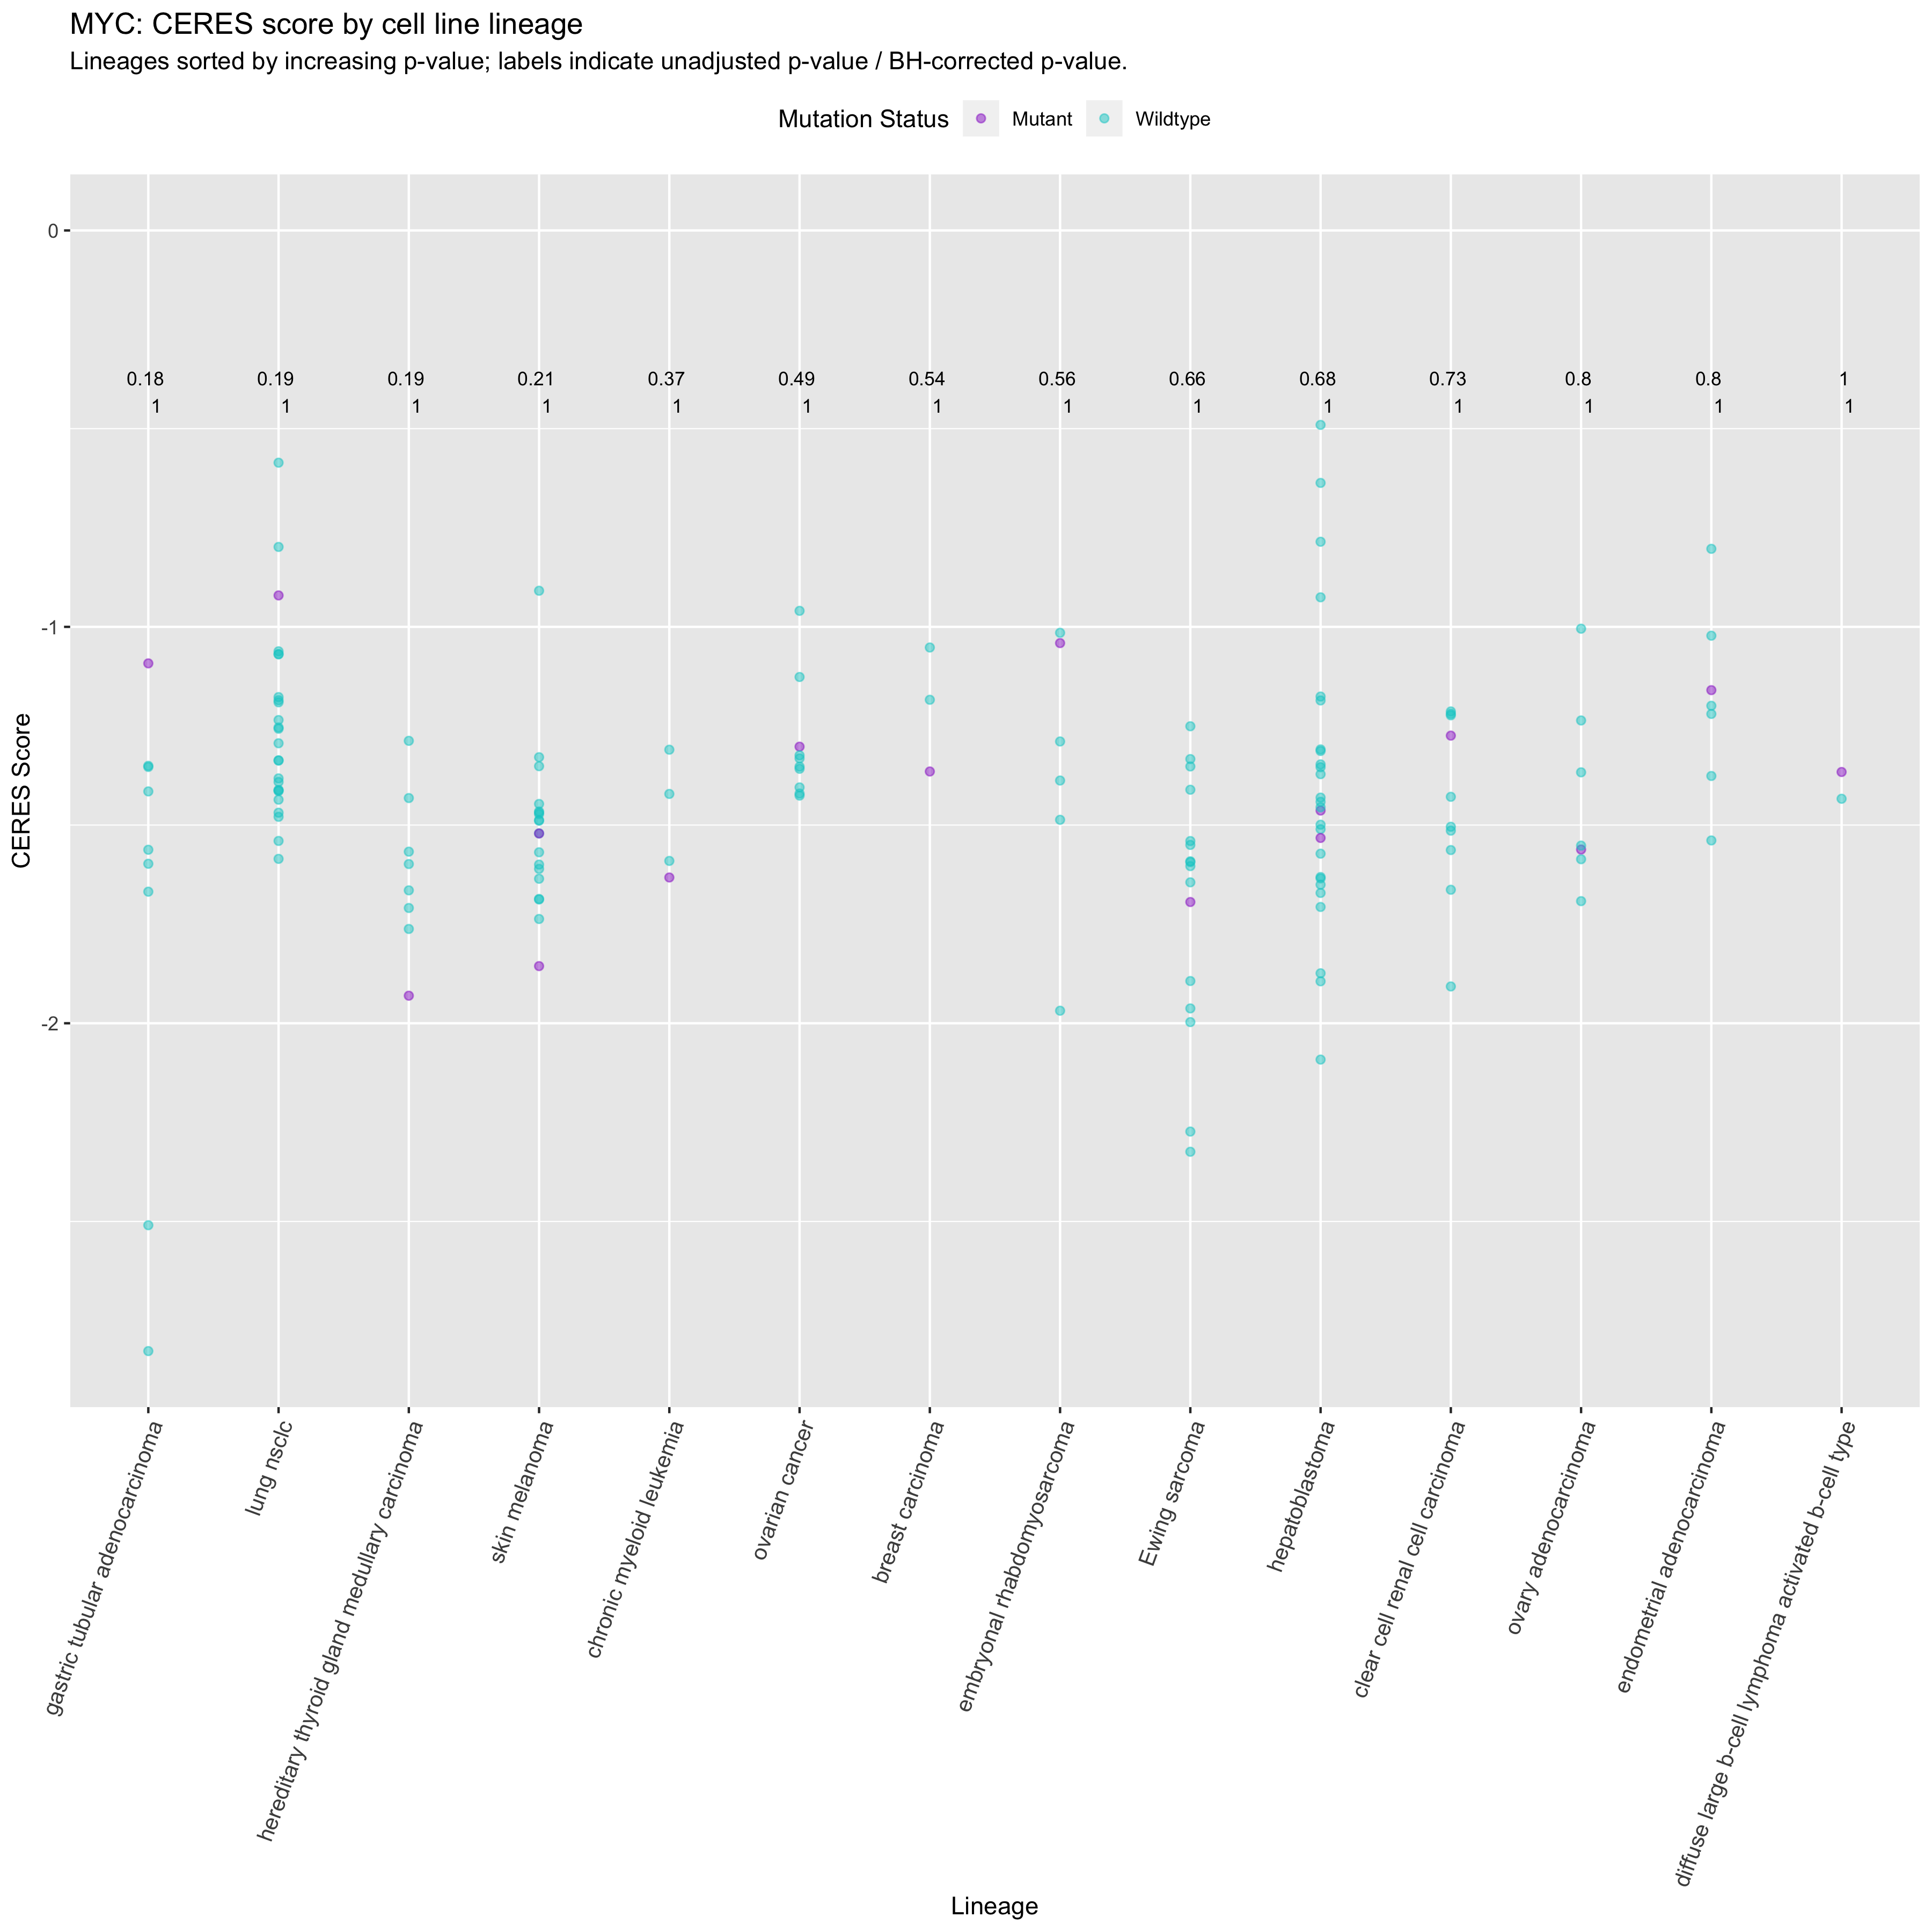 MYC: CERES score by cell line lineage
Lineages sorted by increasing p-value; labels indicate unadjusted p-value / BH-corrected p-value.
Mutation Status Mutant Wildtype
0
0.18 0.19 0.19 0.21 0.37 0.49 0.54 0.56 0.66 0.68 0.73 0.8 0.8 1
1 1 1 1 1 1 1 1 1 1 1 1 1 1
-1
CERES Score
-2
gastric tubular adenocarcinoma
lung nsclc
hereditary thyroid gland medullary carcinoma
skin melanoma
chronic myeloid leukemia
ovarian cancer
breast carcinoma
embryonal rhabdomyosarcoma
Ewing sarcoma
hepatoblastoma
clear cell renal cell carcinoma
ovary adenocarcinoma
endometrial adenocarcinoma
diffuse large b-cell lymphoma activated b-cell type
Lineage